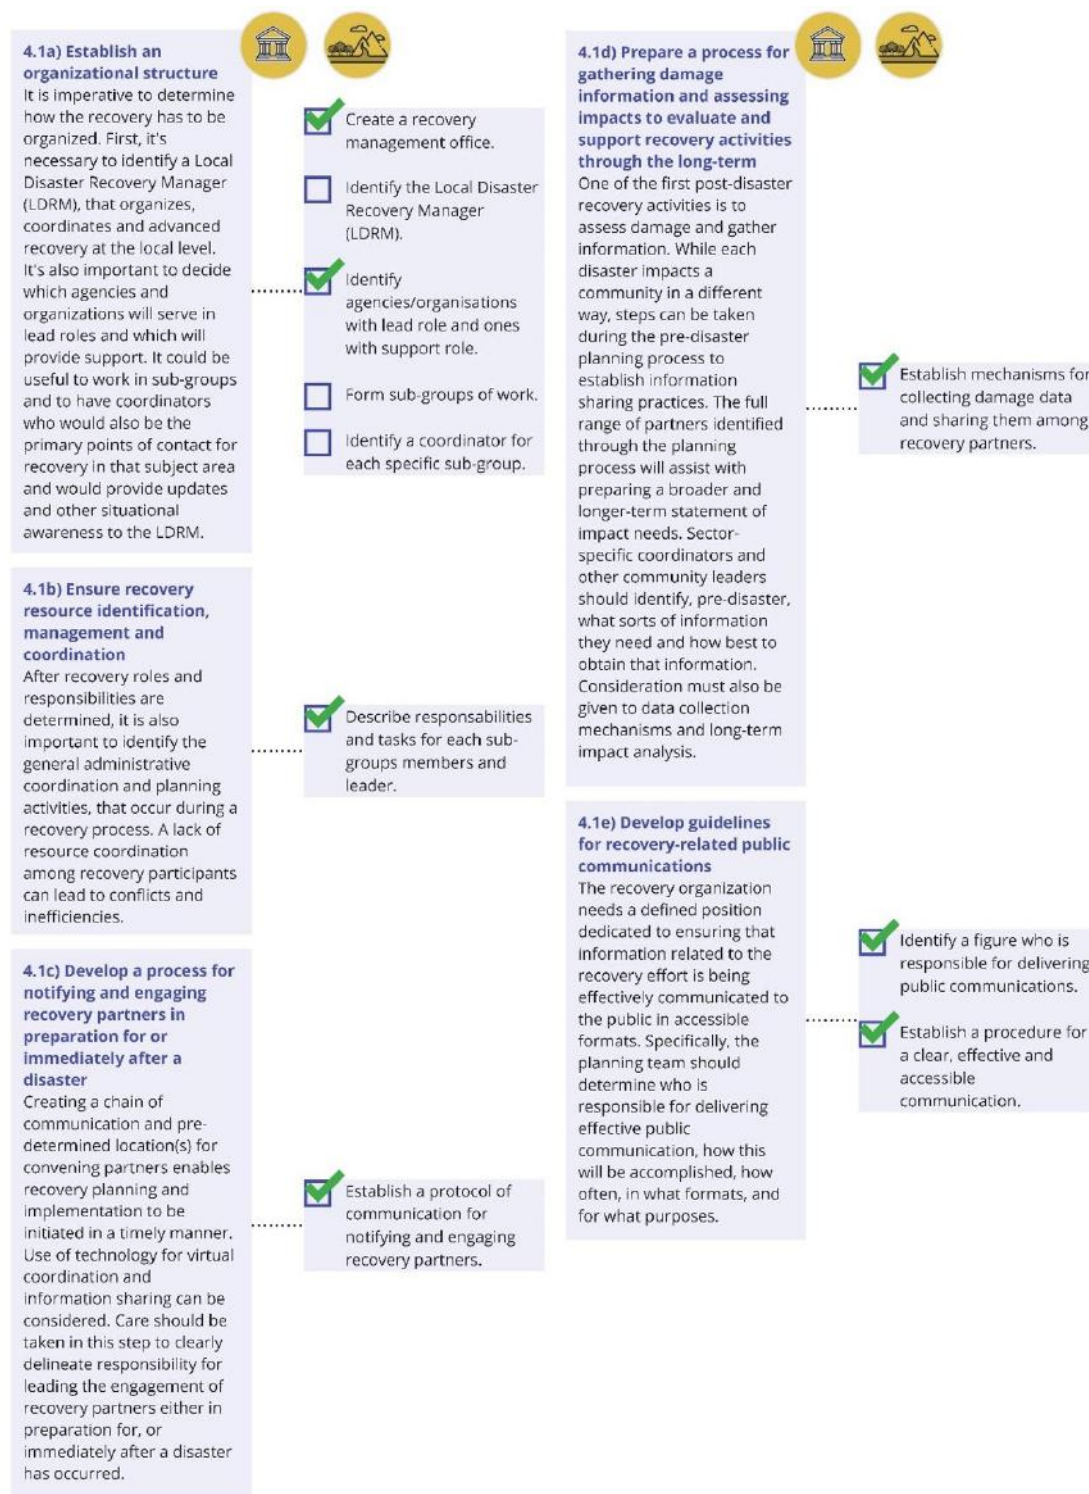 4.1a) Establish an
organizational structure
It is imperative to determine
how the recovery has to be
organized. First, it's
necessary to identify a Local
Disaster Recovery Manager
(LDRM), that organizes,
coordinates and advanced
recovery at the local level.
It's also important to decide
which agencies and
organizations will serve in
lead roles and which will
provide support. It could be
useful to work in sub-groups
and to have coordinators
who would also be the
primary points of contact for
recovery in that subject area
and would provide updates
and other situational
awareness to the LDRM.
Create a recovery
management office.
Identify the Local Disaster
Recovery Manager
(LDRM).
Identify
agencies/organisations
with lead role and ones
with support role.
Form sub-groups of work.
Identify a coordinator for
each specific sub-group.
4.1b) Ensure recovery
resource identification,
management and
coordination
After recovery roles and
responsibilities are
determined, it is also
important to identify the
general administrative
coordination and planning
activities, that occur during a
recovery process. A lack of
resource coordination
among recovery participants
can lead to conflicts and
inefficiencies.
Describe responsabilities
and tasks for each sub-
groups members and
leader.
4.1c) Develop a process for
notifying and engaging
recovery partners in
preparation for or
immediately after a
disaster
Creating a chain of
communication and pre-
determined location(s) for
convening partners enables
recovery planning and
implementation to be
initiated in a timely manner.
Use of technology for virtual
coordination and
information sharing can be
considered. Care should be
taken in this step to clearly
delineate responsibility for
leading the engagement of
recovery partners either in
preparation for, or
immediately after a disaster
has occurred.
Establish a protocol of
communication for
notifying and engaging
recovery partners.
4.1d) Prepare a process for
gathering damage
information and assessing
impacts to evaluate and
support recovery activities
through the long-term
One of the first post-disaster
recovery activities is to
assess damage and gather
information. While each
disaster impacts a
community in a different
way, steps can be taken
during the pre-disaster
planning process to
establish information
sharing practices. The full
range of partners identified
through the planning
process will assist with
preparing a broader and
longer-term statement of
impact needs. Sector-
specific coordinators and
other community leaders
should identify, pre-disaster,
what sorts of information
they need and how best to
obtain that information.
Consideration must also be
given to data collection
mechanisms and long-term
impact analysis.
Establish mechanisms for
collecting damage data
and sharing them among
recovery partners.
4.1e) Develop guidelines
for recovery-related public
communications
The recovery organization
needs a defined position
dedicated to ensuring that
information related to the
recovery effort is being
effectively communicated to
the public in accessible
formats. Specifically, the
planning team should
determine who is
responsible for delivering
effective public
communication, how this
will be accomplished, how
often, in what formats, and
for what purposes.
Identify a figure who is
responsible for delivering
public communications.
Establish a procedure for
a clear, effective and
accessible
communication.